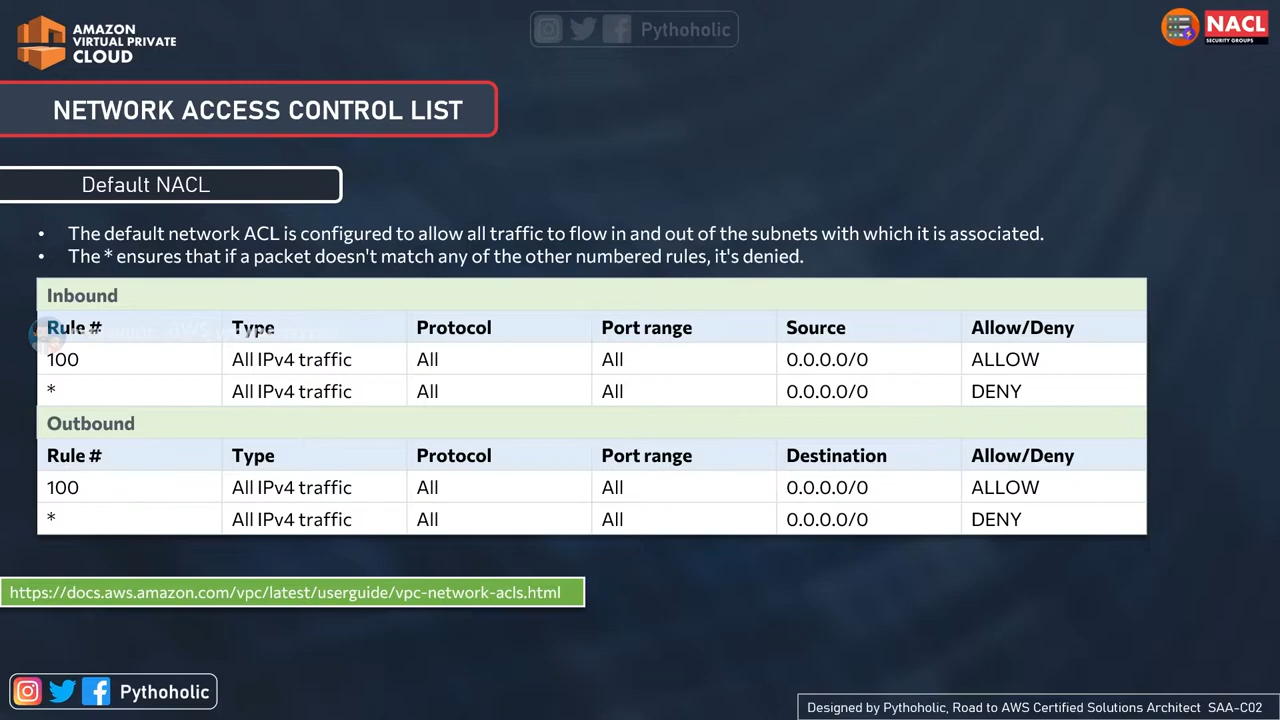 AMAZON
VIRTUAL PRIVATE
CLOUD
Pythoholic
NACL
SECURITY GROUPS
NETWORK ACCESS CONTROL LIST
Default NACL
• The default network ACL is configured to allow all traffic to flow in and out of the subnets with which it is associated.
• The * ensures that if a packet doesn't match any of the other numbered rules, it's denied.
Inbound
Rule # Type Protocol Port range Source Allow/Deny
100 All IPv4 traffic All All 0.0.0.0/0 ALLOW
* All IPv4 traffic All All 0.0.0.0/0 DENY
Outbound
Rule # Type Protocol Port range Destination Allow/Deny
100 All IPv4 traffic All All 0.0.0.0/0 ALLOW
* All IPv4 traffic All All 0.0.0.0/0 DENY
https://docs.aws.amazon.com/vpc/latest/userguide/vpc-network-acls.html
Pythoholic
Designed by Pythoholic, Road to AWS Certified Solutions Architect SAA-C02